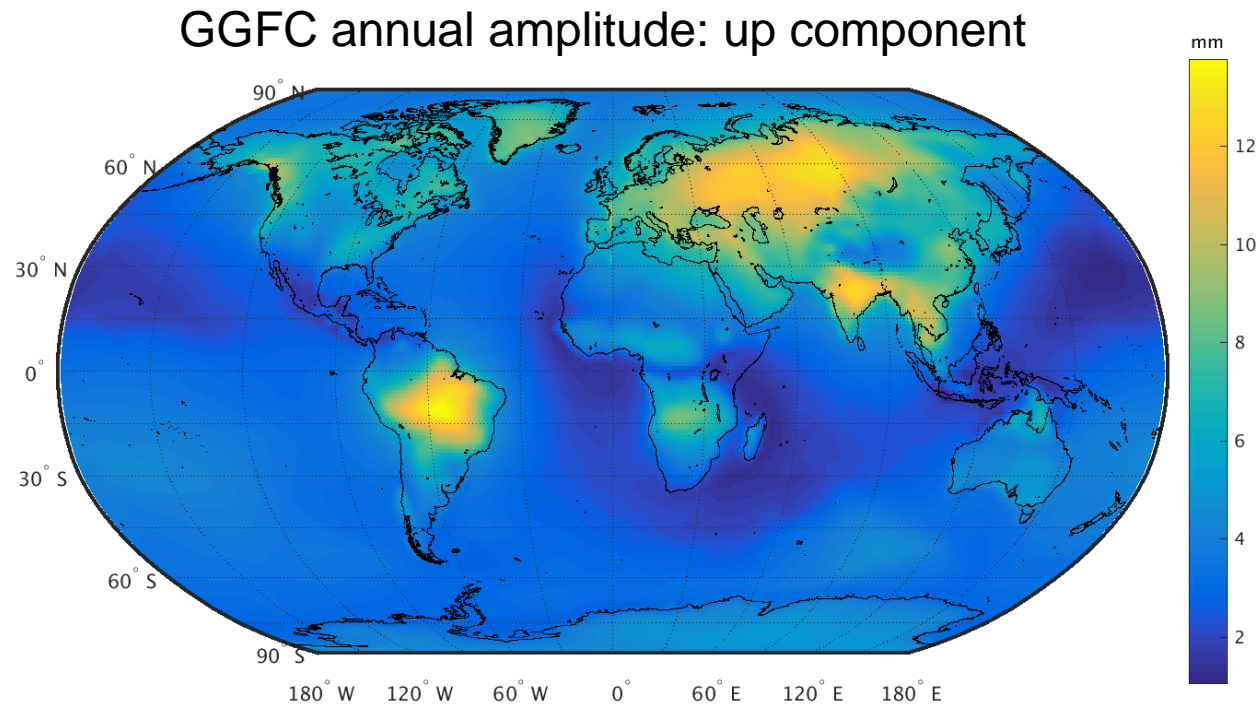 GGFC annual amplitude: up component
mm
90° N
60° N
30° N
0°
30° S
60° S
90° S
180° W 120° W 60° W 0° 60° E 120° E 180° E
12
10
8
6
4
2